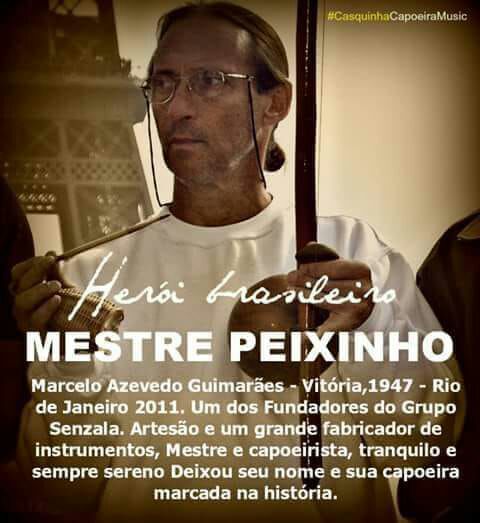 #CasquinhaCapoeiraMusic
Herói brasileiro
MESTRE PEIXINHO
Marcelo Azevedo Guimarães - Vitória,1947 - Rio
de Janeiro 2011. Um dos Fundadores do Grupo
Senzala. Artesão e um grande fabricador de
instrumentos, Mestre e capoeirista, tranquilo e
sempre sereno Deixou seu nome e sua capoeira
marcada na história.